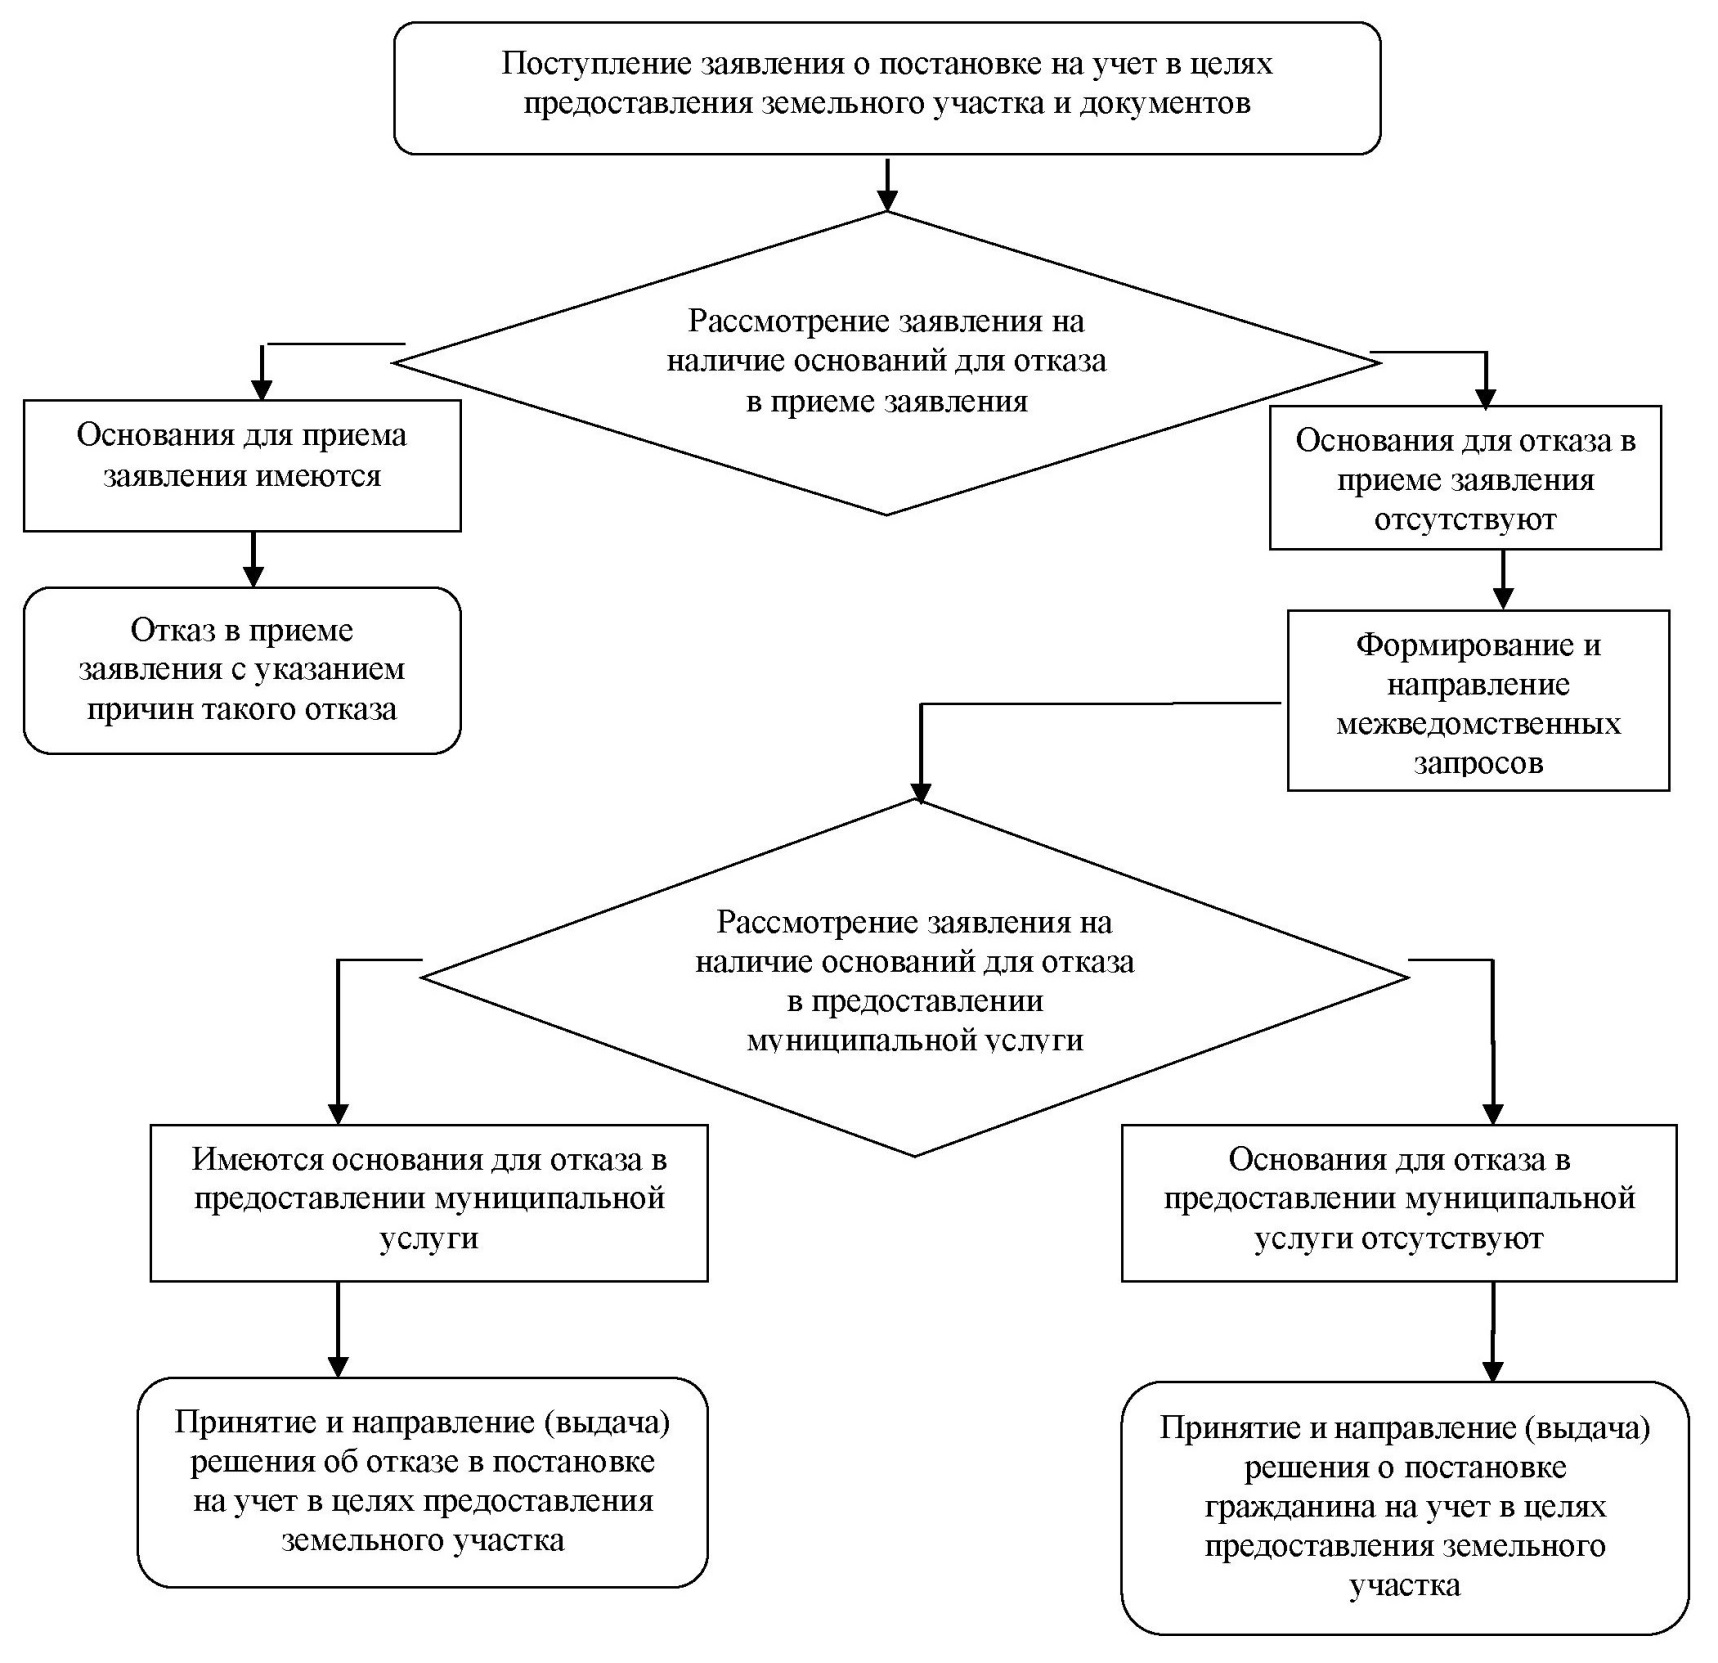 Поступление заявления о постановке на учет в целях
предоставления земельного участка и документов
Рассмотрение заявления на
наличие оснований для отказа
в приеме заявления
Основания для приема
заявления имеются
Основания для отказа в
приеме заявления
отсутствуют
Отказ в приеме
заявления с указанием
причин такого отказа
Формирование и
направление
межведомственных
запросов
Рассмотрение заявления на
наличие оснований для отказа
в предоставлении
муниципальной услуги
Имеются основания для отказа в
предоставлении муниципальной
услуги
Основания для отказа в
предоставлении муниципальной
услуги отсутствуют
Принятие и направление (выдача)
решения об отказе в постановке
на учет в целях предоставления
земельного участка
Принятие и направление (выдача)
решения о постановке
гражданина на учет в целях
предоставления земельного
участка